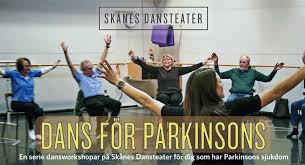 SKÅNES DANSTEATER
DANS FÖR PARKINSONS
En serie dansworkshopar på Skånes Dansteater för dig som har Parkinsons sjukdom